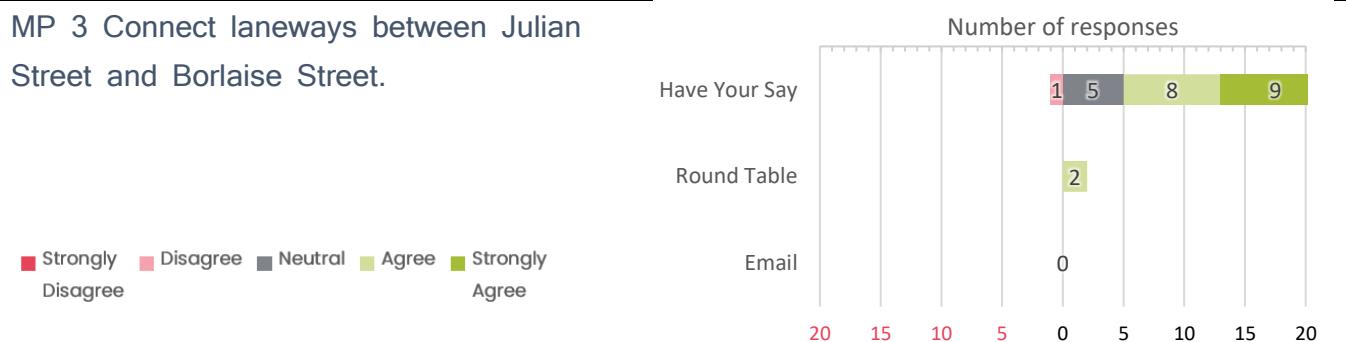 MP 3 Connect laneways between Julian
Street and Borlaise Street.
Number of responses
Have Your Say
1 5 8 9
Round Table
2
Email
0
20 15 10 5 0 5 10 15 20
Strongly Disagree Disagree Neutral Agree Strongly Agree